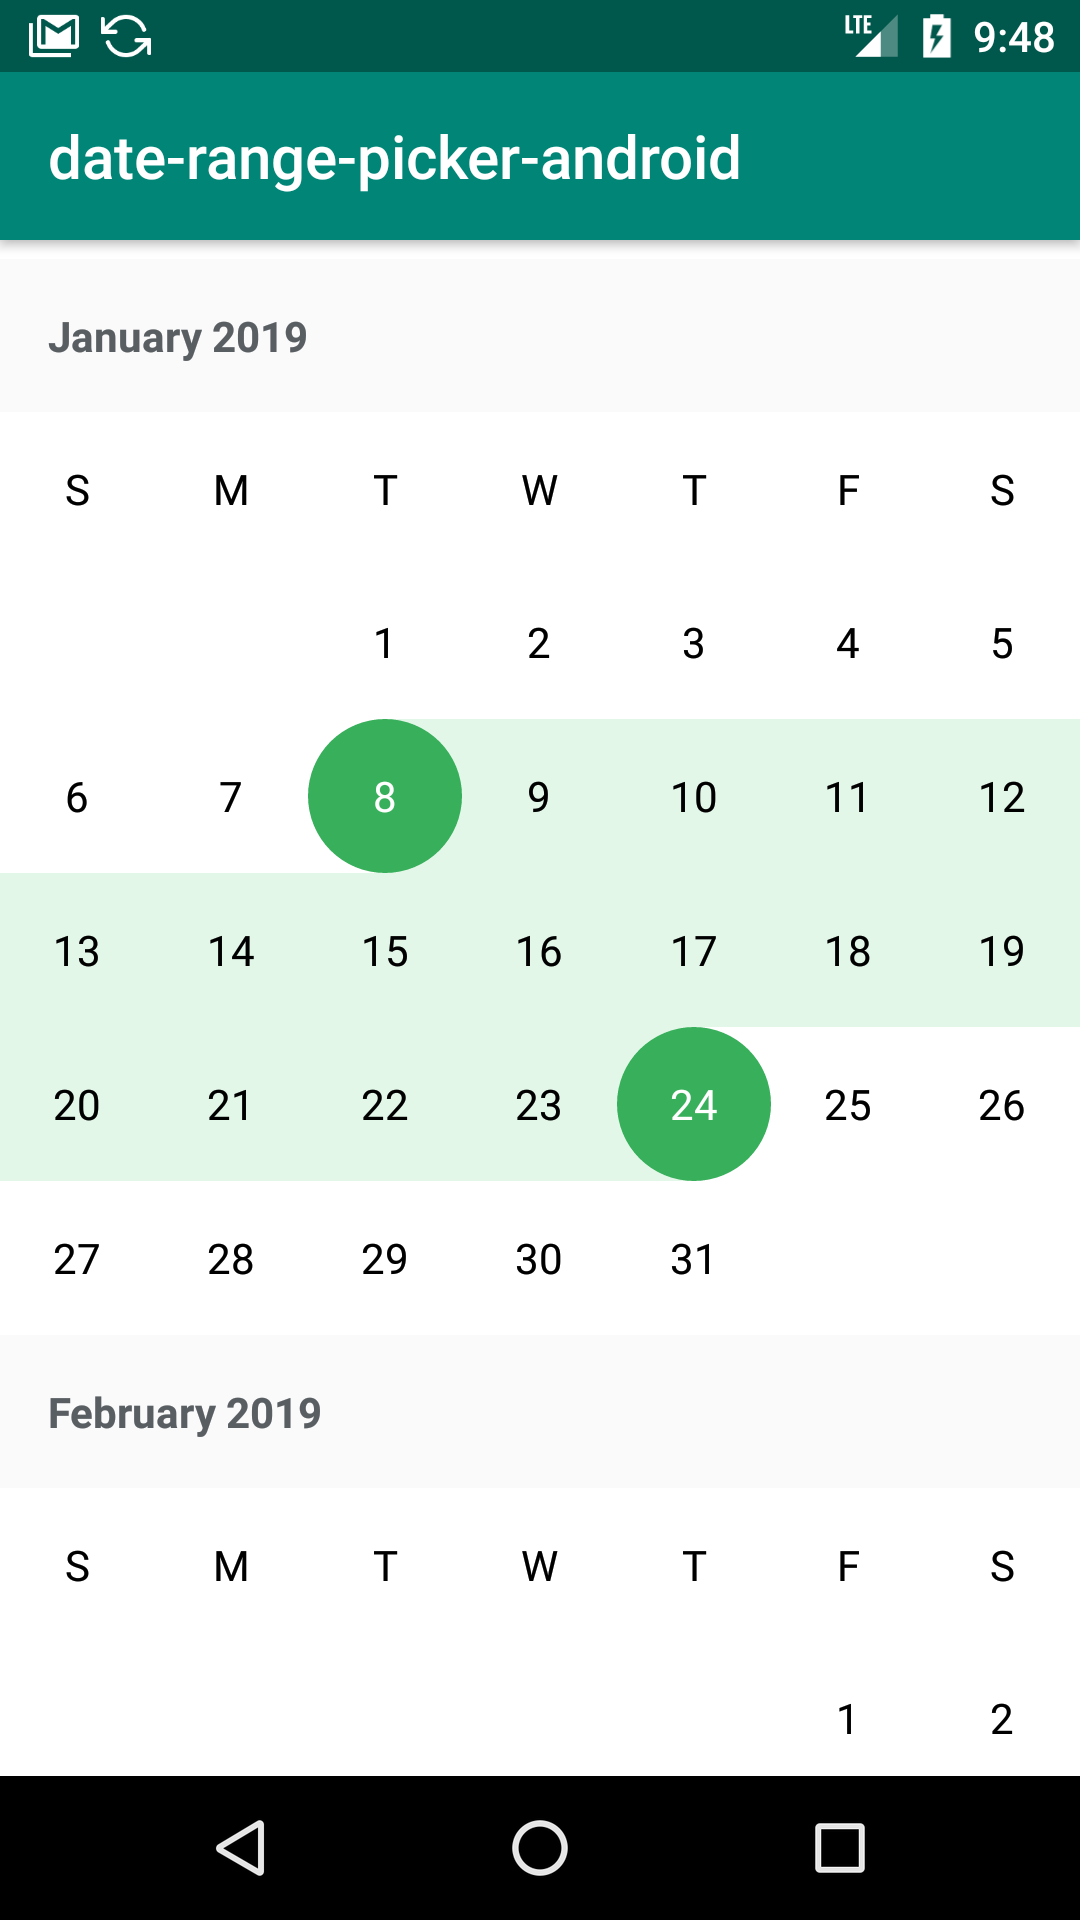 LTE 9:48
date-range-picker-android
January 2019
S M T W T F S
1 2 3 4 5
6 7 8 9 10 11 12
13 14 15 16 17 18 19
20 21 22 23 24 25 26
27 28 29 30 31
February 2019
S M T W T F S
1 2